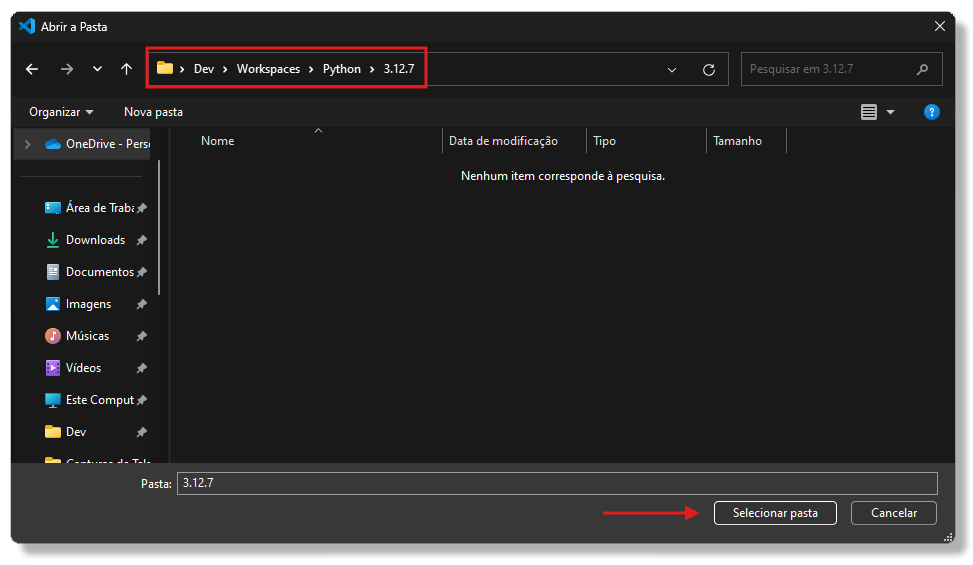 Abrir a Pasta
Dev > Workspaces > Python > 3.12.7
Pesquisar em 3.12.7
Organizar
Nova pasta
OneDrive - Perso
Nome
Data de modificação
Tipo
Tamanho
Nenhum item corresponde à pesquisa.
Área de Traba
Downloads
Documentos
Imagens
Músicas
Vídeos
Este Comput
Dev
Pasta: 3.12.7
Selecionar pasta
Cancelar